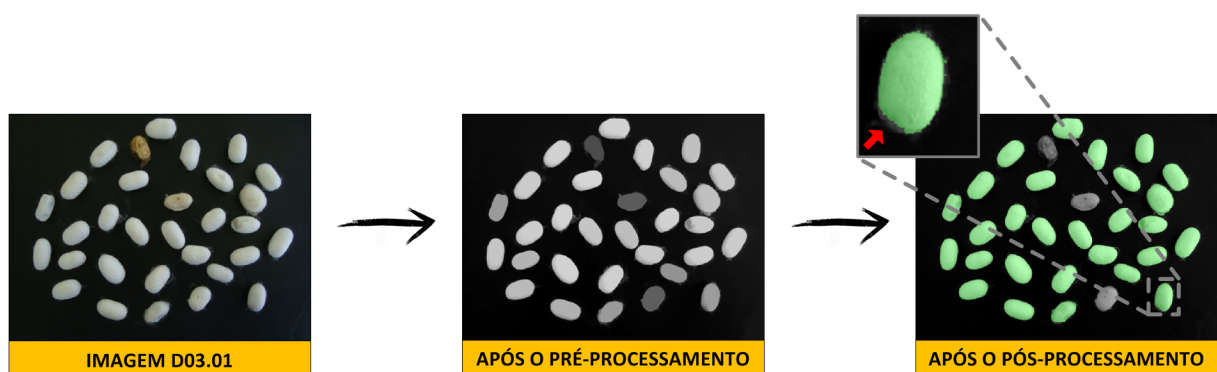 IMAGEM D03.01
APÓS O PRÉ-PROCESSAMENTO
APÓS O PÓS-PROCESSAMENTO